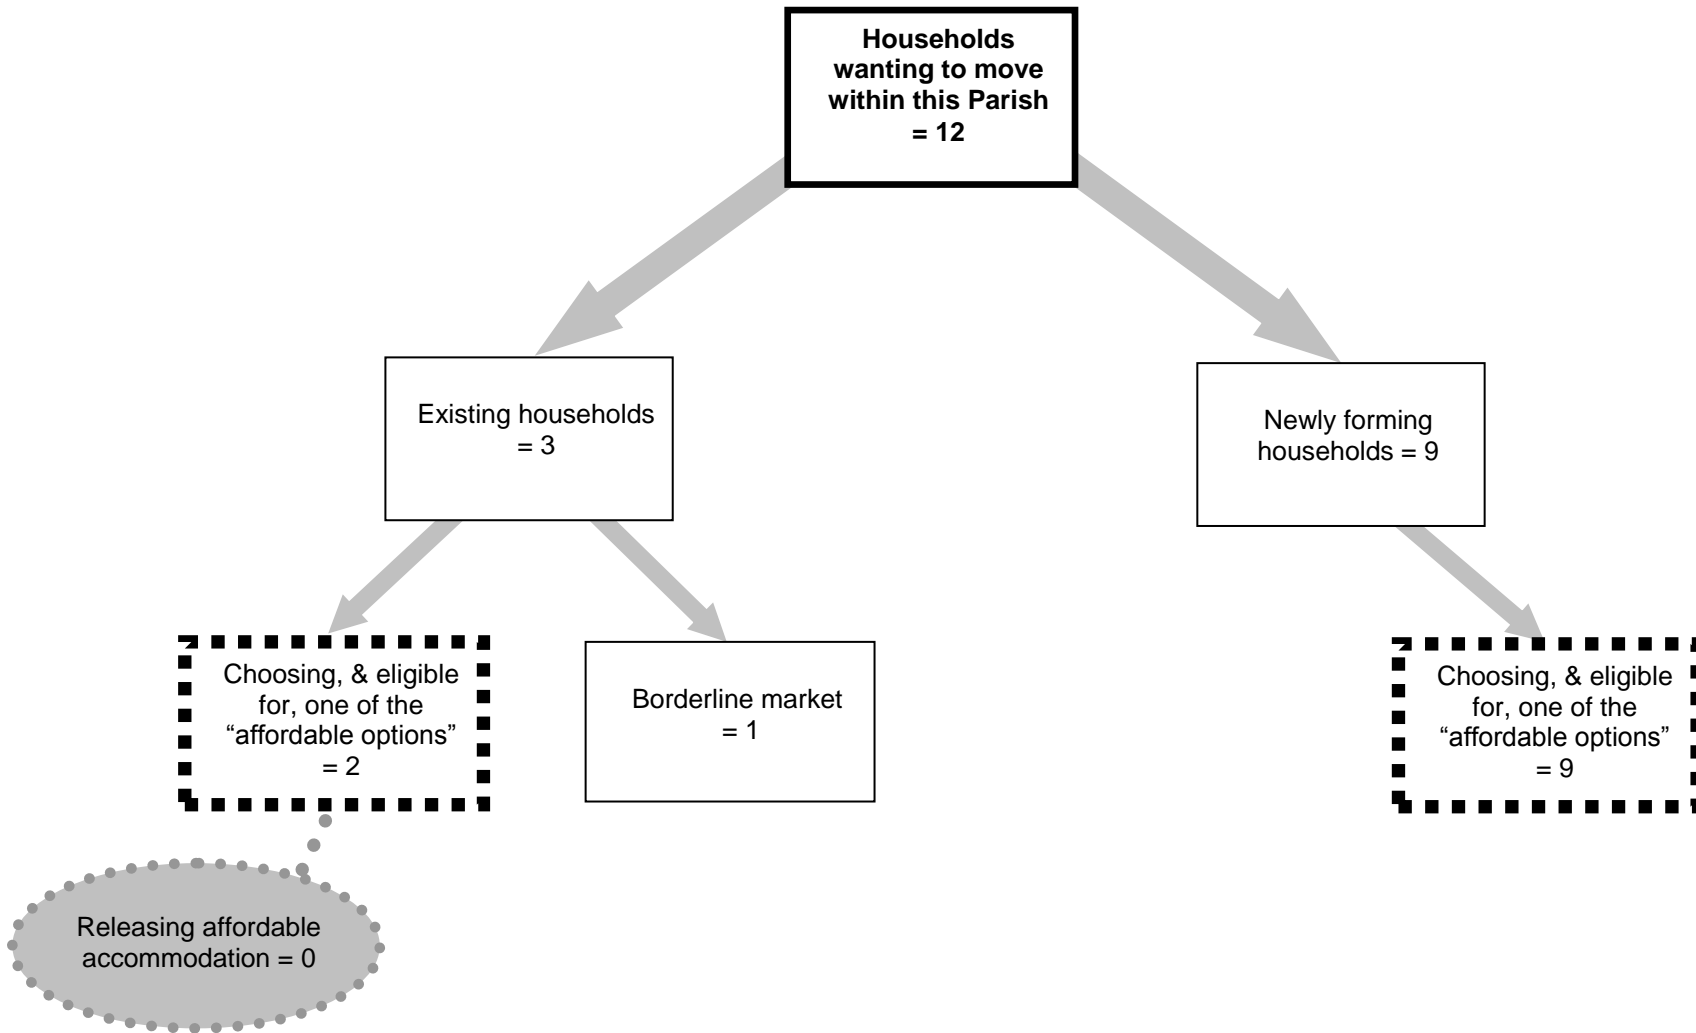 Households
wanting to move
within this Parish
= 12
Existing households
= 3
Newly forming
households = 9
Choosing, & eligible
for, one of the
“affordable options”
= 2
Borderline market
= 1
Choosing, & eligible
for, one of the
“affordable options”
= 9
Releasing affordable
accommodation = 0